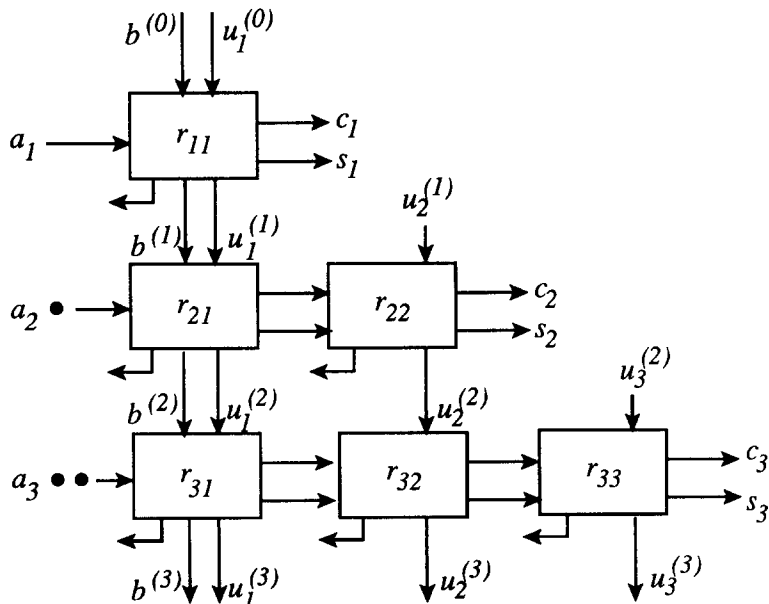 b^(0) u_1^(0)
a_1 r_11 c_1
s_1
b^(1) u_1^(1) u_2^(1)
a_2 r_21 r_22 c_2
s_2
b^(2) u_1^(2) u_2^(2) u_3^(2)
a_3 r_31 r_32 r_33 c_3
s_3
b^(3) u_1^(3) u_2^(3) u_3^(3)